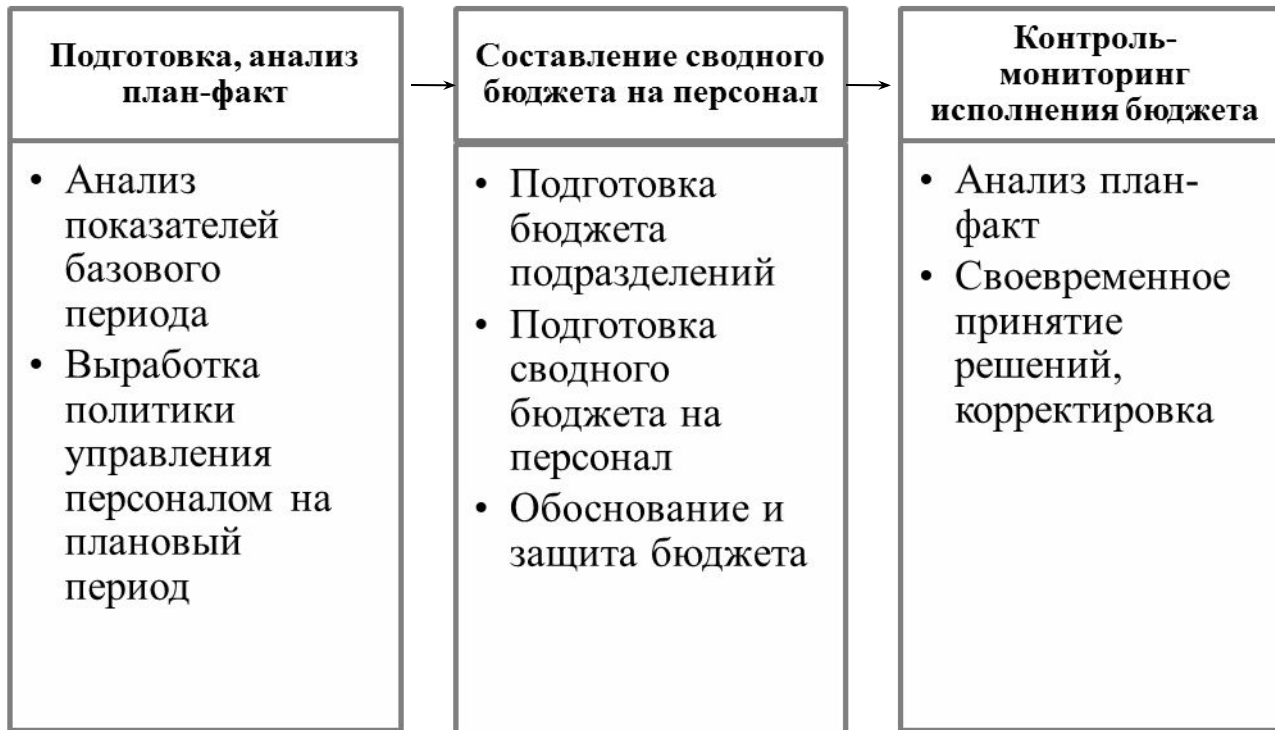 Подготовка, анализ
план-факт
• Анализ
показателей
базового
периода
• Выработка
политики
управления
персоналом на
плановый
период
Составление сводного
бюджета на персонал
• Подготовка
бюджета
подразделений
• Подготовка
сводного
бюджета на
персонал
• Обоснование и
защита бюджета
Контроль-
мониторинг
исполнения бюджета
• Анализ план-
факт
• Своевременное
принятие
решений,
корректировка